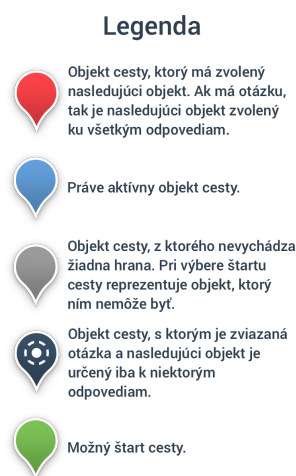 Legenda
Objekt cesty, ktorý má zvolený
nasledujúci objekt. Ak má otázku,
tak je nasledujúci objekt zvolený
ku všetkým odpovediam.
Práve aktívny objekt cesty.
Objekt cesty, z ktorého nevychádza
žiadna hrana. Pri výbere štartu
cesty reprezentuje objekt, ktorý
ním nemôže byť.
Objekt cesty, s ktorým je zviazaná
otázka a nasledujúci objekt je
určený iba k niektorým
odpovediam.
Možný štart cesty.